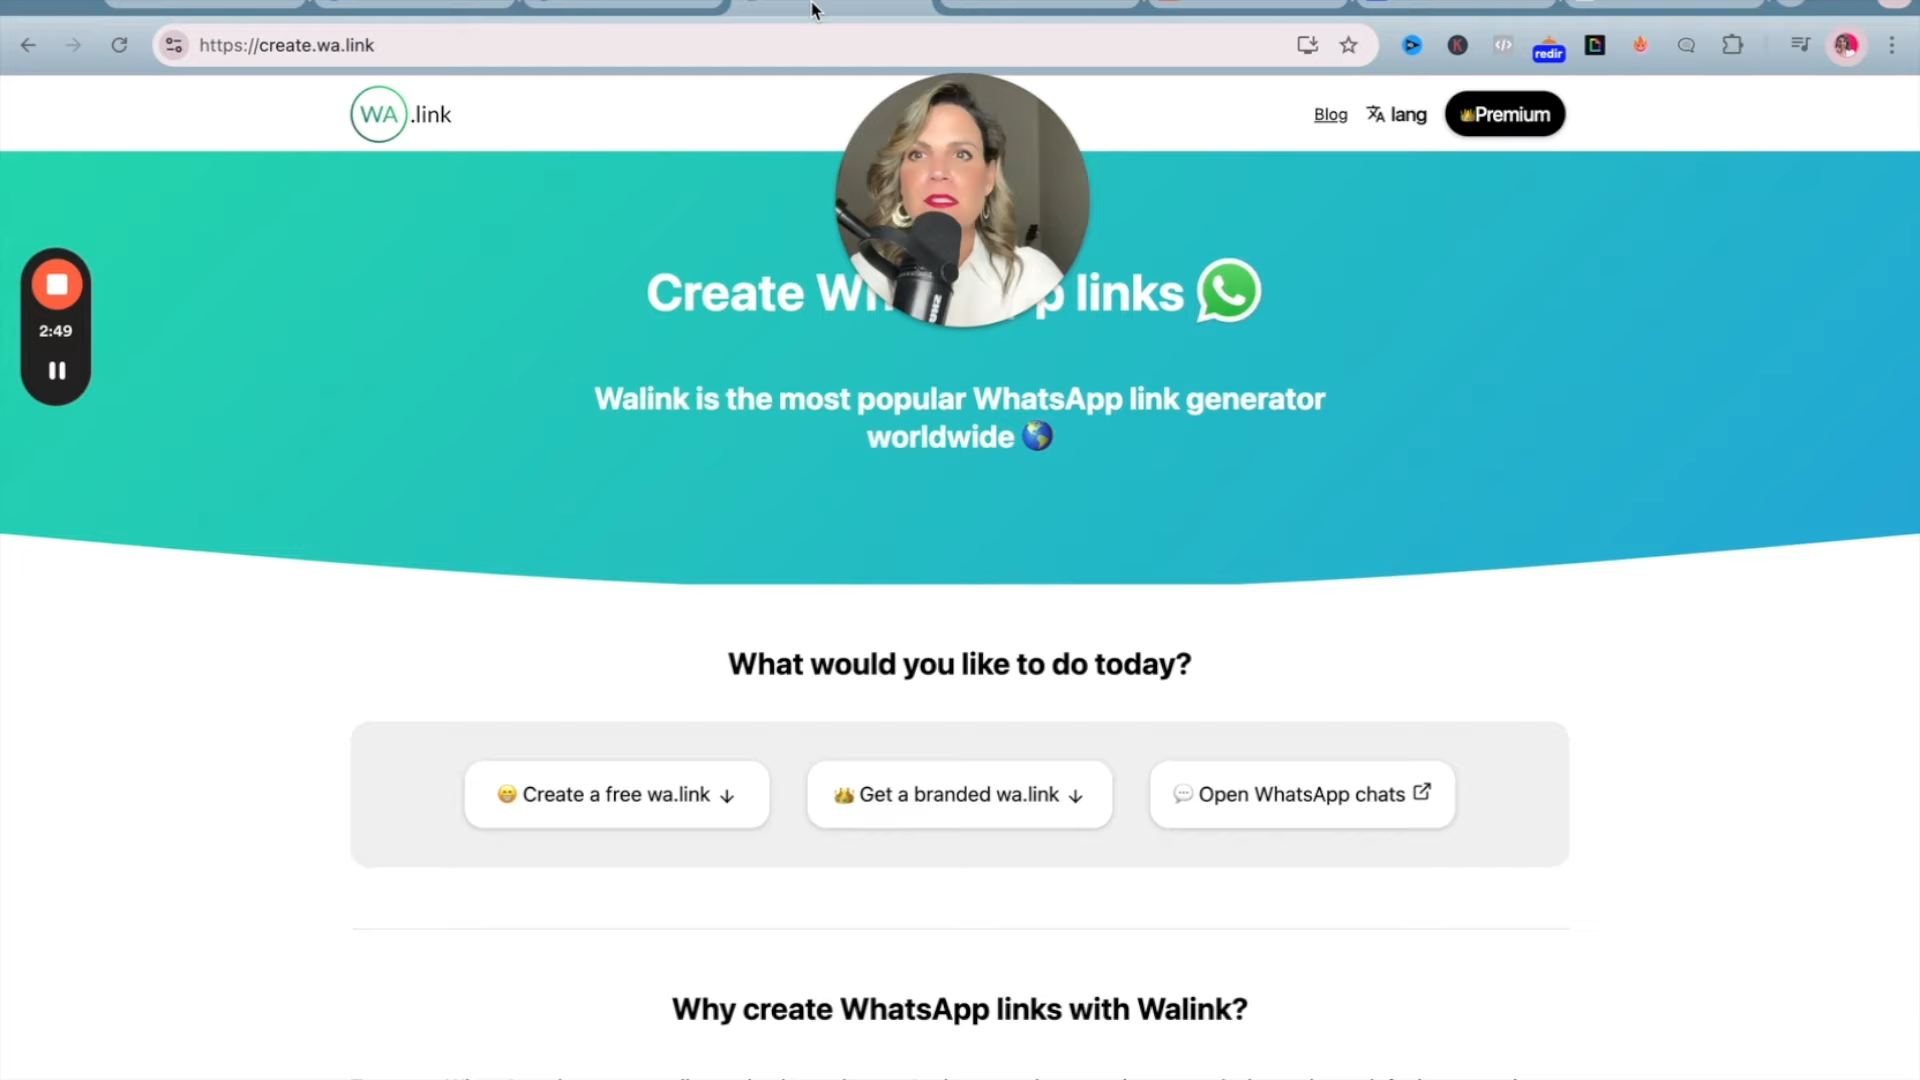 https://create.wa.link
redir
WA.link
Blog
lang
Premium
2:49
Create Wh p links
Walink is the most popular WhatsApp link generator
worldwide
What would you like to do today?
Create a free wa.link ↓
Get a branded wa.link ↓
Open WhatsApp chats
Why create WhatsApp links with Walink?